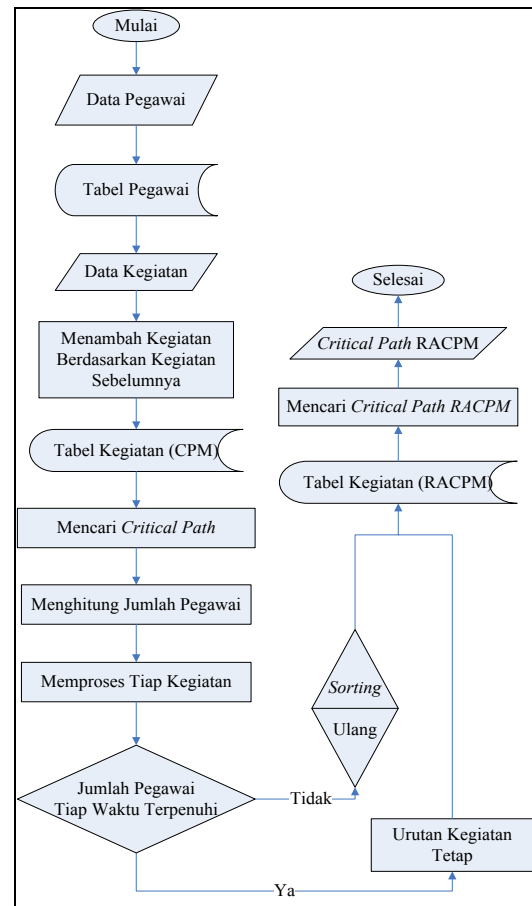 Mulai
Data Pegawai
Tabel Pegawai
Data Kegiatan
Menambah Kegiatan
Berdasarkan Kegiatan
Sebelumnya
Tabel Kegiatan (CPM)
Mencari Critical Path
Menghitung Jumlah Pegawai
Memproses Tiap Kegiatan
Jumlah Pegawai
Tiap Waktu Terpenuhi
Tidak
Ya
Sorting
Ulang
Urutan Kegiatan
Tetap
Tabel Kegiatan (RACPM)
Mencari Critical Path RACPM
Critical Path RACPM
Selesai